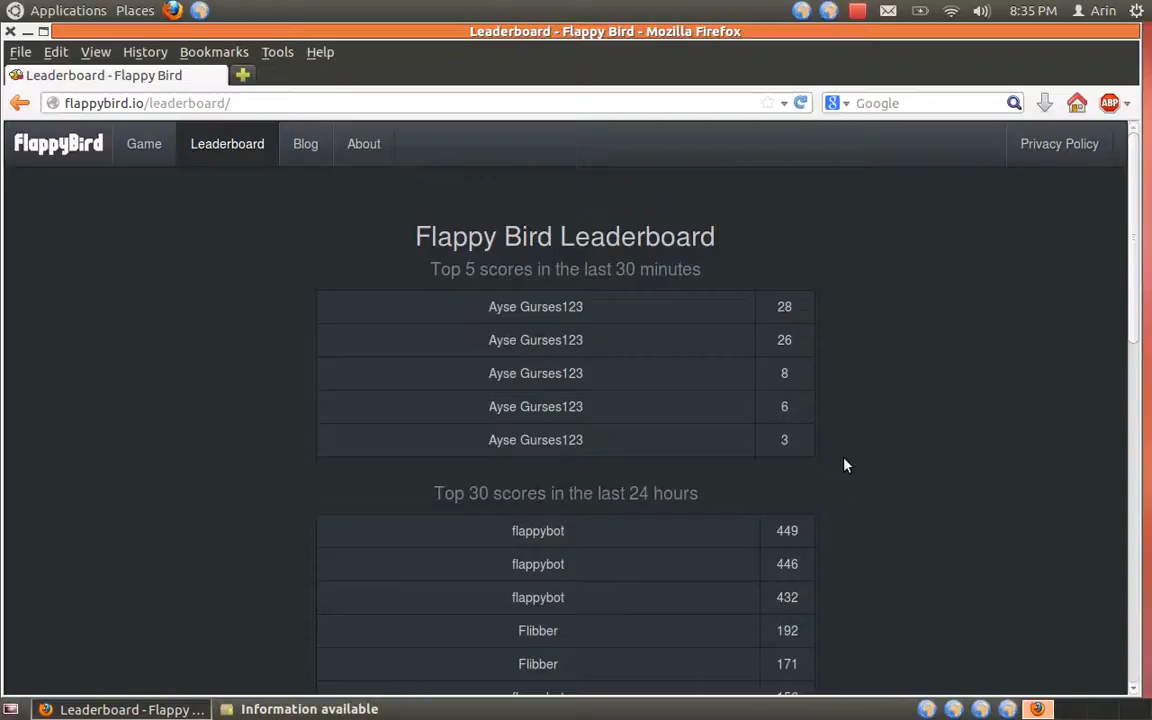 Applications Places 8:35 PM Arin
Leaderboard - Flappy Bird - Mozilla Firefox
File Edit View History Bookmarks Tools Help
Leaderboard - Flappy Bird
flappybird.io/leaderboard/ 8 Google ABP
FlappyBird Game Leaderboard Blog About Privacy Policy
Flappy Bird Leaderboard
Top 5 scores in the last 30 minutes
Ayse Gurses123 28
Ayse Gurses123 26
Ayse Gurses123 8
Ayse Gurses123 6
Ayse Gurses123 3
Top 30 scores in the last 24 hours
flappybot 449
flappybot 446
flappybot 432
Flibber 192
Flibber 171
Leaderboard - Flappy ... Information available